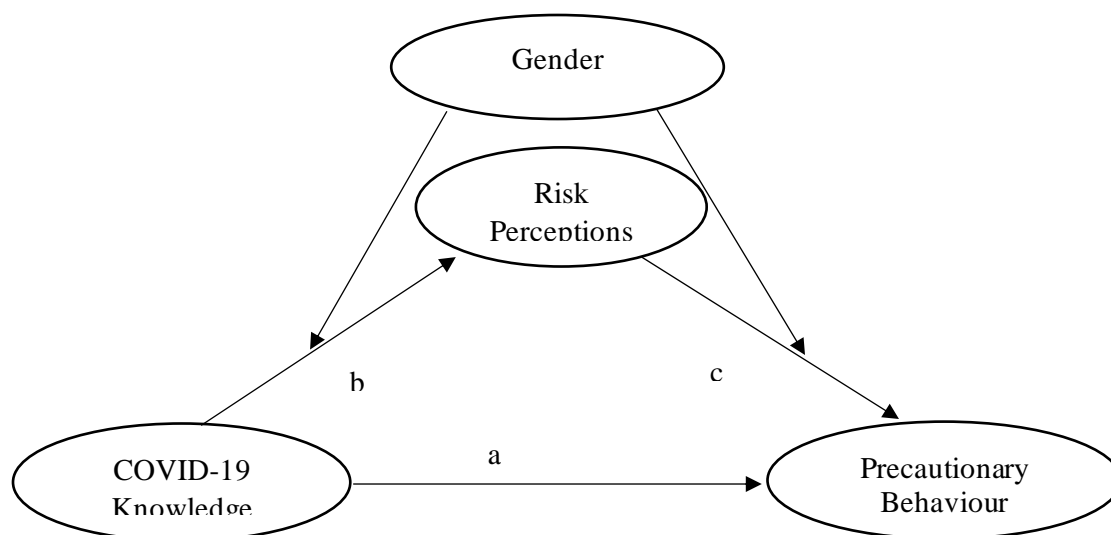 Gender
Risk
Perceptions
b
c
a
COVID-19
Knowledge
Precautionary
Behaviour